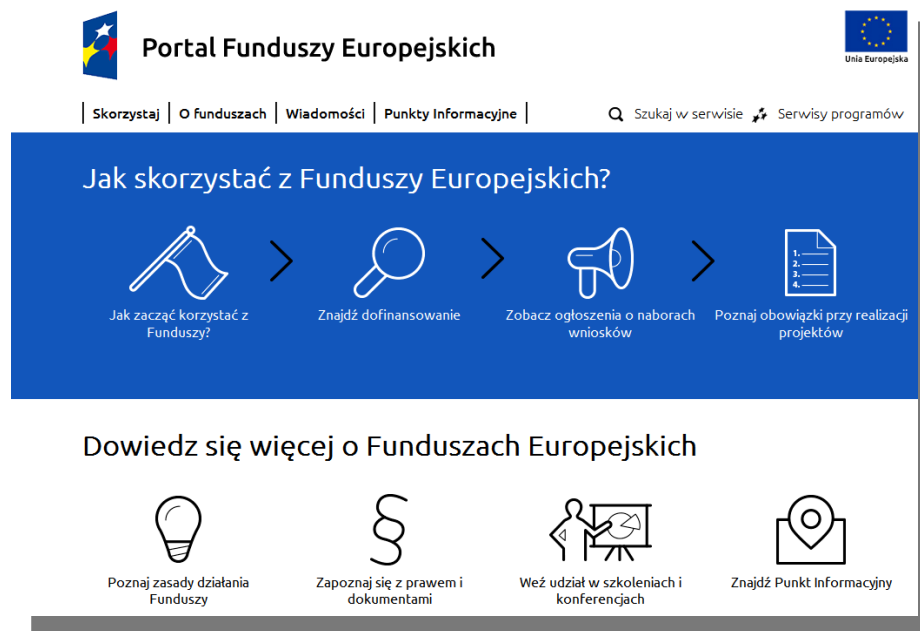 Portal Funduszy Europejskich
Unia Europejska
Skorzystaj O funduszach Wiadomości Punkty Informacyjne Szukaj w serwisie Serwisy programów
Jak skorzystać z Funduszy Europejskich?
1.
2.
3.
4.
Jak zacząć korzystać z
Funduszy?
Znajdź dofinansowanie
Zobacz ogłoszenia o naborach
wniosków
Poznaj obowiązki przy realizacji
projektów
Dowiedz się więcej o Funduszach Europejskich
Poznaj zasady działania
Funduszy
Zapoznaj się z prawem i
dokumentami
Weź udział w szkoleniach i
konferencjach
Znajdź Punkt Informacyjny